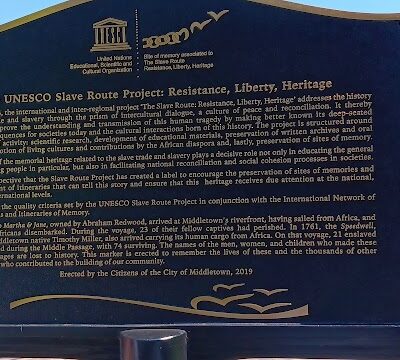 UNESCO
United Nations
Educational, Scientific and
Cultural Organization
Site of memory associated to
The Slave Route
Resistance, Liberty, Heritage
UNESCO Slave Route Project: Resistance, Liberty, Heritage
, the international and inter-regional project 'The Slave Route: Resistance, Liberty, Heritage' addresses the history
and slavery through the prism of intercultural dialogue, a culture of peace and reconciliation. It thereby
prove the understanding and transmission of this human tragedy by making better known its deep-seated
quences for societies today and the cultural interactions born of this history. The project is structured around
activity: scientific research, development of educational materials, preservation of written archives and oral
otion of living cultures and contributions by the African diaspora and, lastly, preservation of sites of memory.
of the memorial heritage related to the slave trade and slavery plays a decisive role not only in educating the general
g people in particular, but also in facilitating national reconciliation and social cohesion processes in societies.
pective that the Slave Route Project has created a label to encourage the preservation of sites of memories and
nt of itineraries that can tell this story and ensure that this heritage receives due attention at the national,
ernational levels.
the quality criteria set by the UNESCO Slave Route Project in conjunction with the International Network of
s and Itineraries of Memory.
Martha & Jane, owned by Abraham Redwood, arrived at Middletown's riverfront, having sailed from Africa, and
fricans disembarked. During the voyage, 23 of their fellow captives had perished. In 1761, the Speedwell,
ddletown native Timothy Miller, also arrived carrying its human cargo from Africa. On that voyage, 21 enslaved
d during the Middle Passage, with 74 surviving. The names of the men, women, and children who made these
ages are lost to history. This marker is erected to remember the lives of these and the thousands of other
who contributed to the building of our community.
Erected by the Citizens of the City of Middletown, 2019